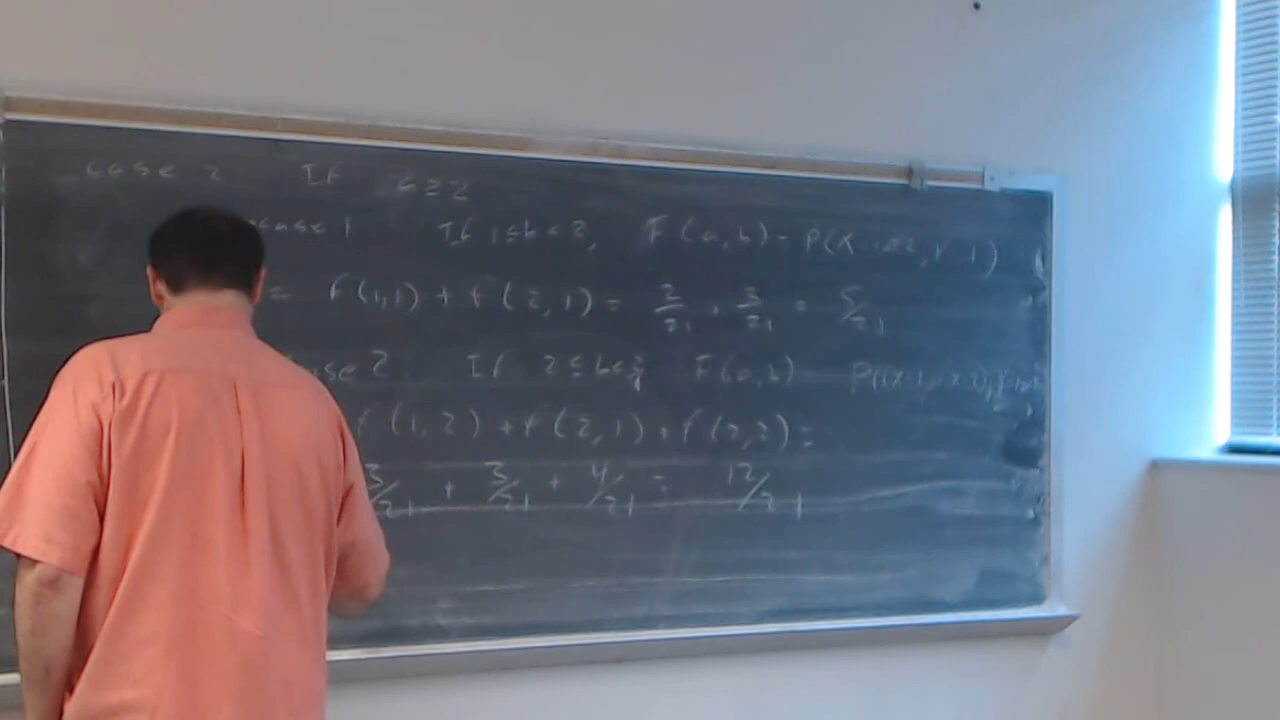 case 2 If a≥2
case 1 If 1≤b<2, F(a,b) = P(X
= f(1,1) + f(2,1) = 2/21 + 3/21 = 5/21
case 2 If 2≤b<3 F(a,b)
f(1,2) + f(2,1) + f(2,2) =
3/21 + 3/21 + 4/21 = 12/21